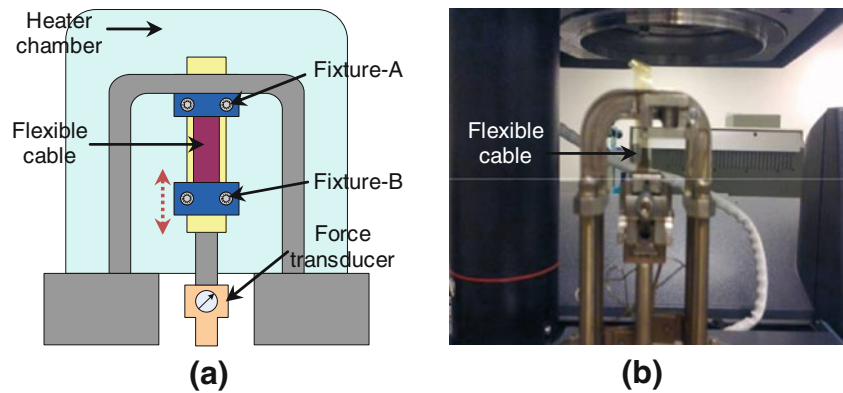 Heater
chamber
Fixture-A
Flexible
cable
Fixture-B
Force
transducer
(a)
Flexible
cable
(b)